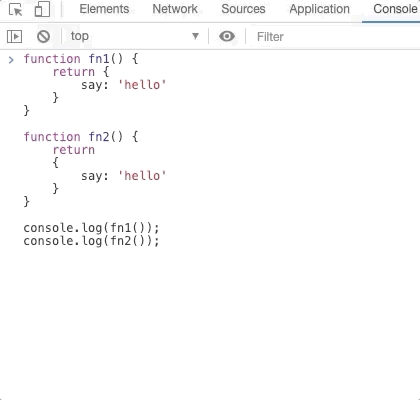 Elements Network Sources Application Console
top ▼ Filter
> function fn1() {
    return {
        say: 'hello'
    }
}

function fn2() {
    return
    {
        say: 'hello'
    }
}

console.log(fn1());
console.log(fn2());